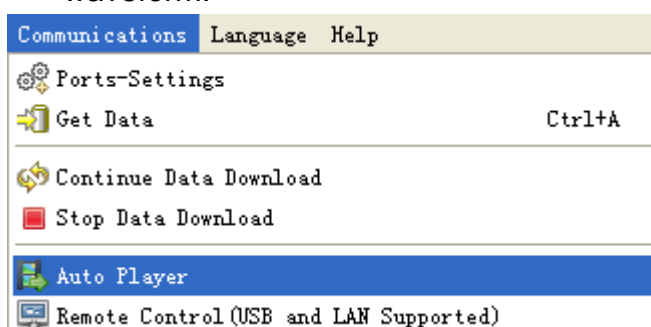 waveform.
Communications Language Help
Ports-Settings
Get Data Ctrl+A
Continue Data Download
Stop Data Download
Auto Player
Remote Control(USB and LAN Supported)